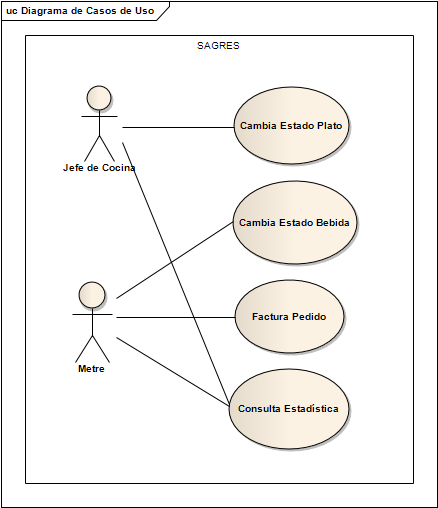 uc Diagrama de Casos de Uso
SAGRES
Cambia Estado Plato
Jefe de Cocina
Cambia Estado Bebida
Factura Pedido
Metre
Consulta Estadística